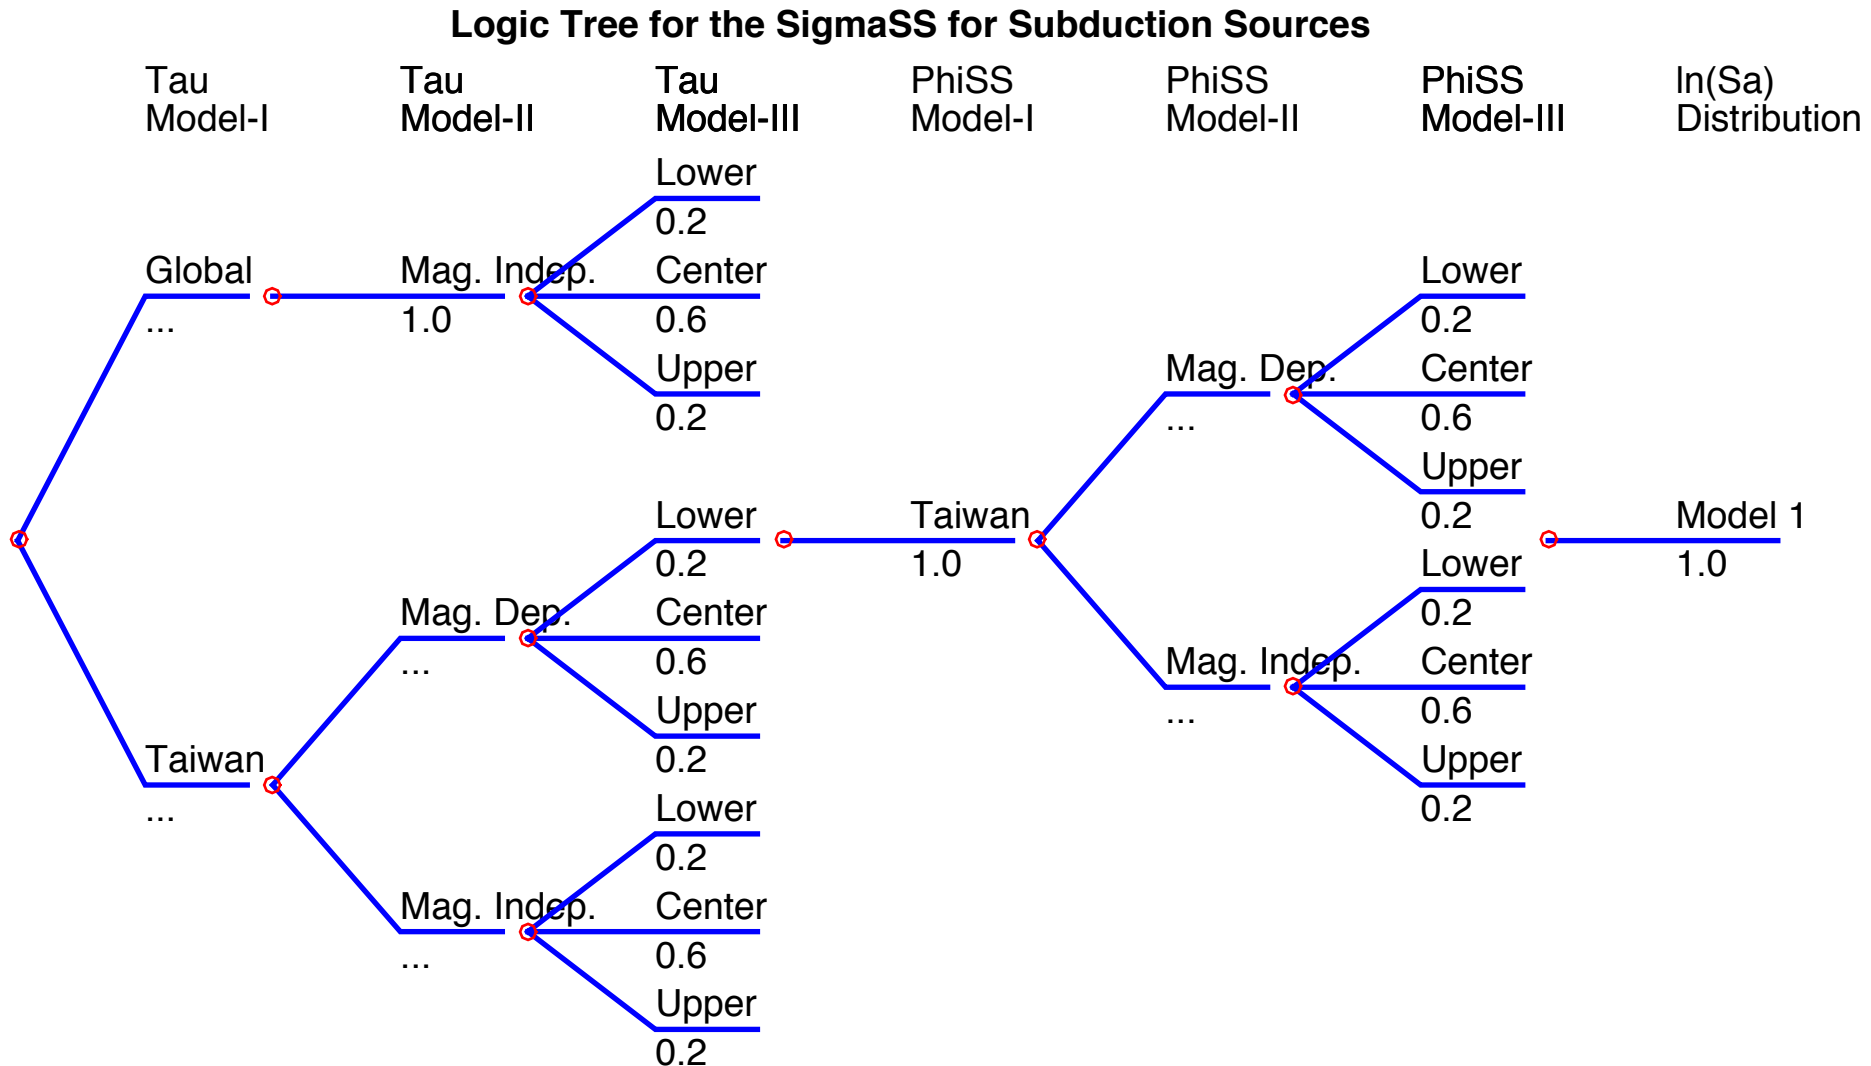 Logic Tree for the SigmaSS for Subduction Sources
Tau
Model-I
Tau
Model-II
Tau
Model-III
PhiSS
Model-I
PhiSS
Model-II
PhiSS
Model-III
ln(Sa)
Distribution
Global
...
Taiwan
...
Mag. Indep.
1.0
Mag. Dep.
...
Mag. Indep.
...
Lower
0.2
Center
0.6
Upper
0.2
Lower
0.2
Center
0.6
Upper
0.2
Lower
0.2
Center
0.6
Upper
0.2
Taiwan
1.0
Mag. Dep.
...
Mag. Indep.
...
Lower
0.2
Center
0.6
Upper
0.2
Lower
0.2
Center
0.6
Upper
0.2
Model 1
1.0